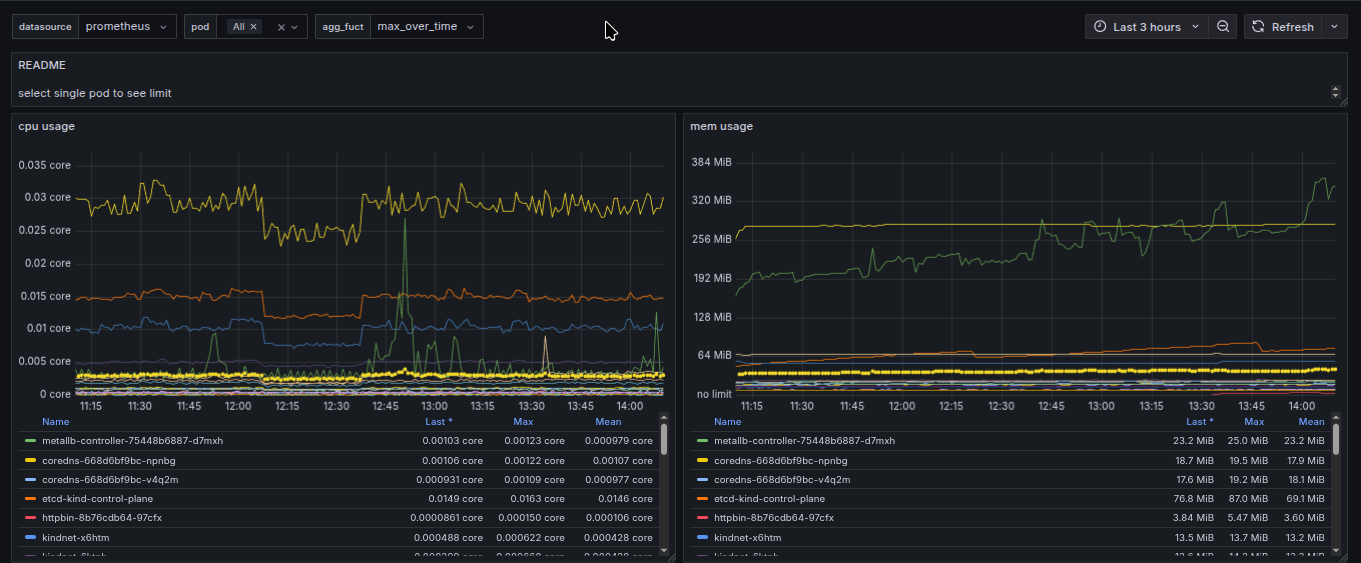 datasource prometheus pod All agg_fuct max_over_time Last 3 hours Refresh
README
select single pod to see limit
cpu usage
0.035 core
0.03 core
0.025 core
0.02 core
0.015 core
0.01 core
0.005 core
0 core
11:15 11:30 11:45 12:00 12:15 12:30 12:45 13:00 13:15 13:30 13:45 14:00
Name Last * Max Mean
metallb-controller-75448b6887-d7mxh 0.00103 core 0.00123 core 0.000979 core
coredns-668d6bf9bc-npnbg 0.00106 core 0.00122 core 0.00107 core
coredns-668d6bf9bc-v4q2m 0.000931 core 0.00109 core 0.000977 core
etcd-kind-control-plane 0.0149 core 0.0163 core 0.0146 core
httpbin-8b76cdb64-97cfx 0.0000861 core 0.000150 core 0.000106 core
kindnet-x6htm 0.000488 core 0.000622 core 0.000428 core
mem usage
384 MiB
320 MiB
256 MiB
192 MiB
128 MiB
64 MiB
no limit
11:15 11:30 11:45 12:00 12:15 12:30 12:45 13:00 13:15 13:30 13:45 14:00
Name Last * Max Mean
metallb-controller-75448b6887-d7mxh 23.2 MiB 25.0 MiB 23.2 MiB
coredns-668d6bf9bc-npnbg 18.7 MiB 19.5 MiB 17.9 MiB
coredns-668d6bf9bc-v4q2m 17.6 MiB 19.2 MiB 18.1 MiB
etcd-kind-control-plane 76.8 MiB 87.0 MiB 69.1 MiB
httpbin-8b76cdb64-97cfx 3.84 MiB 5.47 MiB 3.60 MiB
kindnet-x6htm 13.5 MiB 13.7 MiB 13.2 MiB